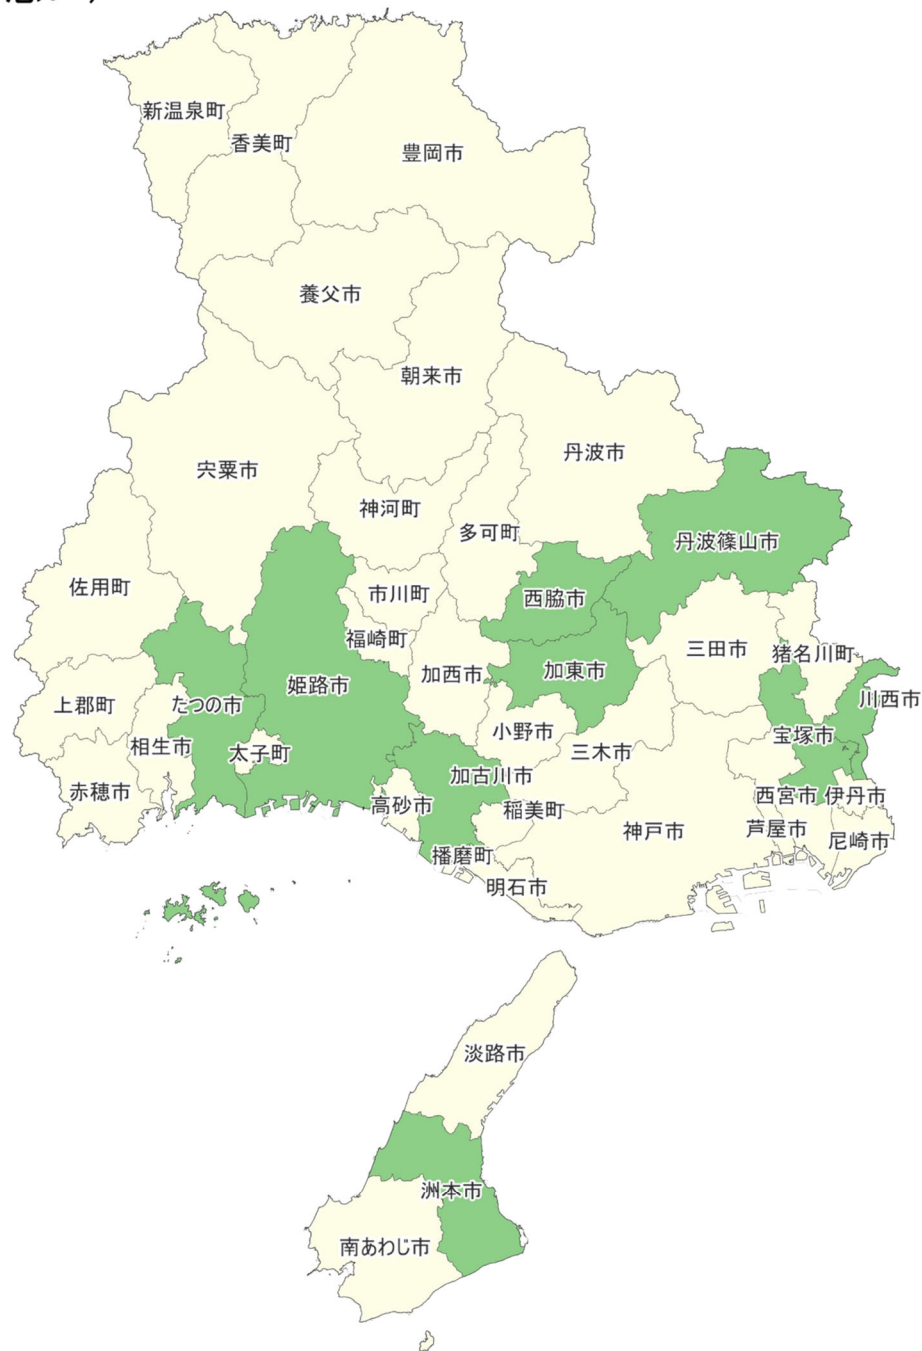 新温泉町
香美町
豊岡市
養父市
朝来市
丹波市
宍粟市
神河町
多可町
丹波篠山市
佐用町
市川町
西脇市
福崎町
三田市
猪名川町
加西市
加東市
姫路市
川西市
上郡町
たつの市
小野市
宝塚市
相生市
太子町
三木市
赤穂市
加古川市
西宮市
伊丹市
高砂市
稲美町
神戸市
芦屋市
尼崎市
播磨町
明石市
淡路市
洲本市
南あわじ市